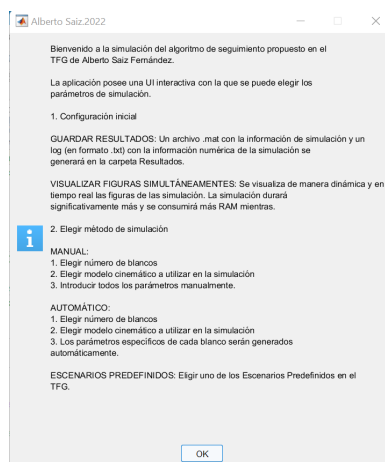 Alberto Saiz.2022
Bienvenido a la simulación del algoritmo de seguimiento propuesto en el
TFG de Alberto Saiz Fernández.
La aplicación posee una UI interactiva con la que se puede elegir los
parámetros de simulación.
1. Configuración inicial
GUARDAR RESULTADOS: Un archivo .mat con la información de simulación y un
log (en formato .txt) con la información numérica de la simulación se
generará en la carpeta Resultados.
VISUALIZAR FIGURAS SIMULTÁNEAMENTES: Se visualiza de manera dinámica y en
tiempo real las figuras de las simulación. La simulación durará
significativamente más y se consumirá más RAM mientras.
2. Elegir método de simulación
MANUAL:
1. Elegir número de blancos
2. Elegir modelo cinemático a utilizar en la simulación
3. Introducir todos los parámetros manualmente.
AUTOMÁTICO:
1. Elegir número de blancos
2. Elegir modelo cinemático a utilizar en la simulación
3. Los parámetros específicos de cada blanco serán generados
automáticamente.
ESCENARIOS PREDEFINIDOS: Eligir uno de los Escenarios Predefinidos en el
TFG.
OK